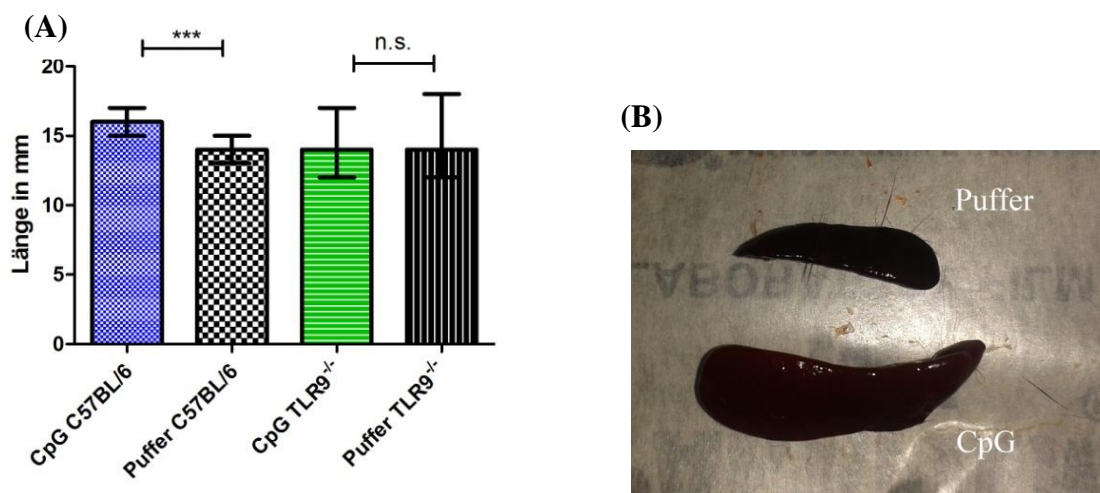 (A)
***
n.s.
20
15
10
5
0
Länge in mm
CpG C57BL/6
Puffer C57BL/6
CpG TLR9-/-
Puffer TLR9-/-
(B)
Puffer
CpG